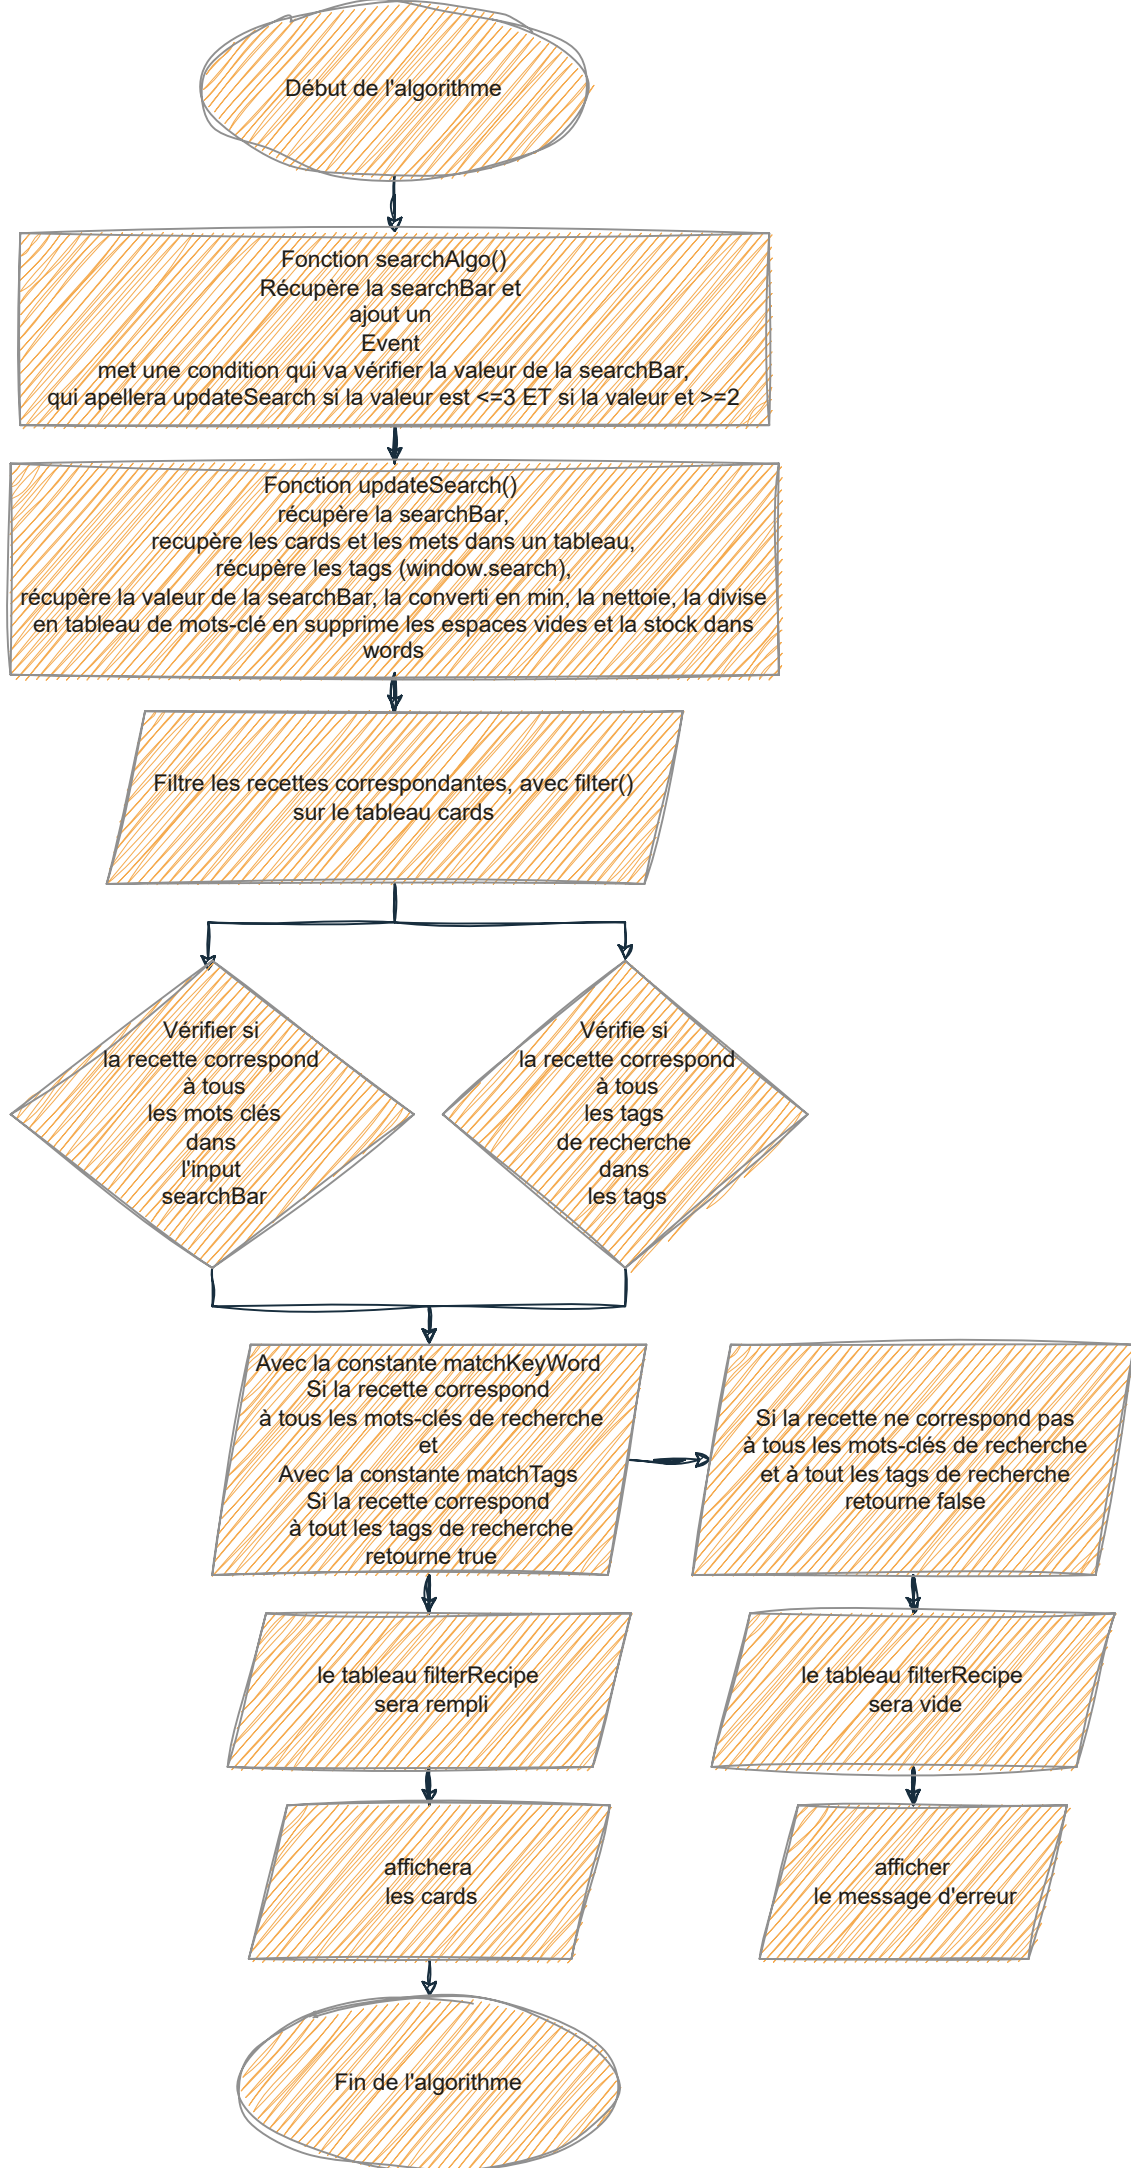 Début de l'algorithme
Fonction searchAlgo()
Récupère la searchBar et
ajout un
Event
met une condition qui va vérifier la valeur de la searchBar,
qui apellera updateSearch si la valeur est <=3 ET si la valeur et >=2
Fonction updateSearch()
récupère la searchBar,
recupère les cards et les mets dans un tableau,
récupère les tags (window.search),
récupère la valeur de la searchBar, la converti en min, la nettoie, la divise
en tableau de mots-clé en supprime les espaces vides et la stock dans
words
Filtre les recettes correspondantes, avec filter()
sur le tableau cards
Vérifier si
la recette correspond
à tous
les mots clés
dans
l'input
searchBar
Vérifie si
la recette correspond
à tous
les tags
de recherche
dans
les tags
Avec la constante matchKeyWord
Si la recette correspond
à tous les mots-clés de recherche
et
Avec la constante matchTags
Si la recette correspond
à tout les tags de recherche
retourne true
Si la recette ne correspond pas
à tous les mots-clés de recherche
et à tout les tags de recherche
retourne false
le tableau filterRecipe
sera rempli
le tableau filterRecipe
sera vide
affichera
les cards
afficher
le message d'erreur
Fin de l'algorithme